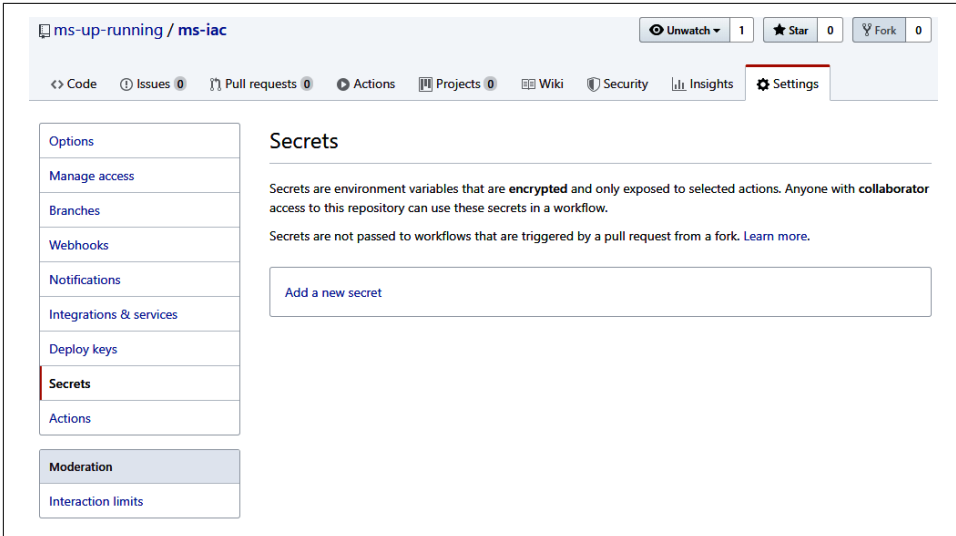 ms-up-running / ms-iac
Unwatch 1 Star 0 Fork 0
Code Issues 0 Pull requests 0 Actions Projects 0 Wiki Security Insights Settings
Options
Manage access
Branches
Webhooks
Notifications
Integrations & services
Deploy keys
Secrets
Actions
Moderation
Interaction limits
Secrets
Secrets are environment variables that are encrypted and only exposed to selected actions. Anyone with collaborator
access to this repository can use these secrets in a workflow.
Secrets are not passed to workflows that are triggered by a pull request from a fork. Learn more.
Add a new secret